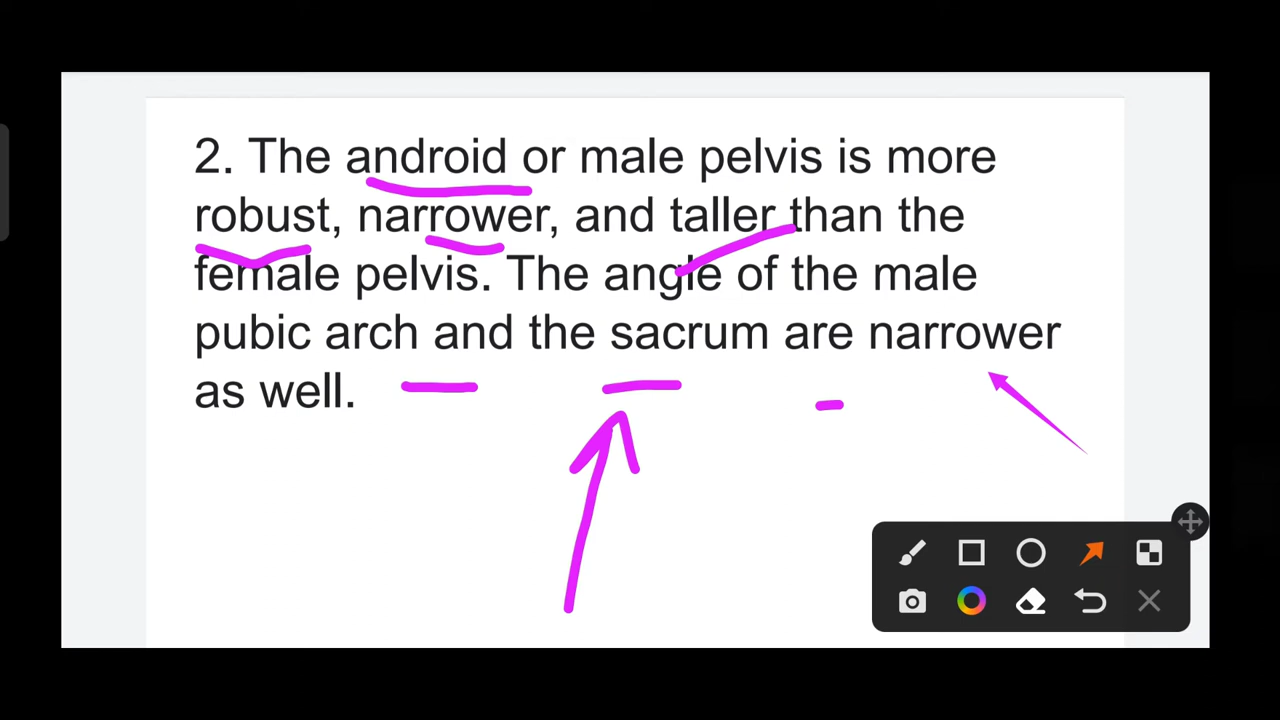 2. The android or male pelvis is more
robust, narrower, and taller than the
female pelvis. The angle of the male
pubic arch and the sacrum are narrower
as well.